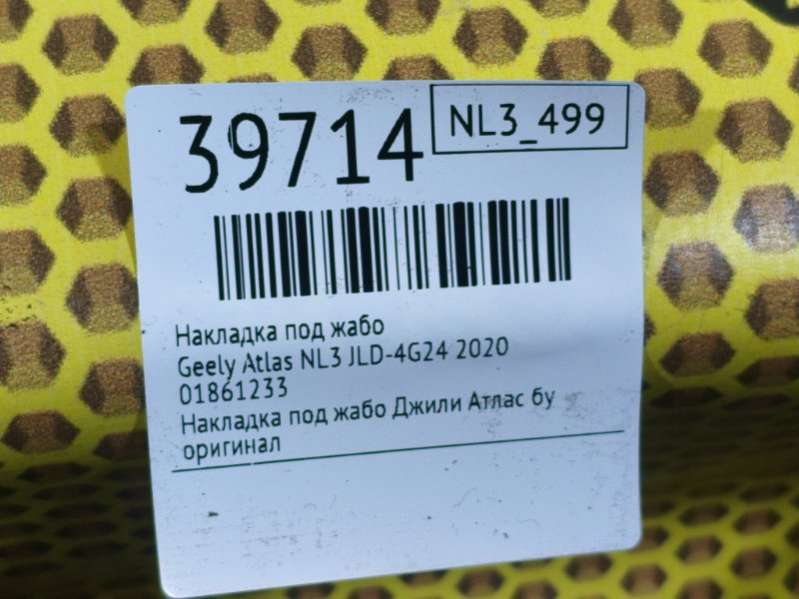 39714
NL3_499
Накладка под жабо
Geely Atlas NL3 JLD-4G24 2020
01861233
Накладка под жабо Джили Атлас бу
оригинал